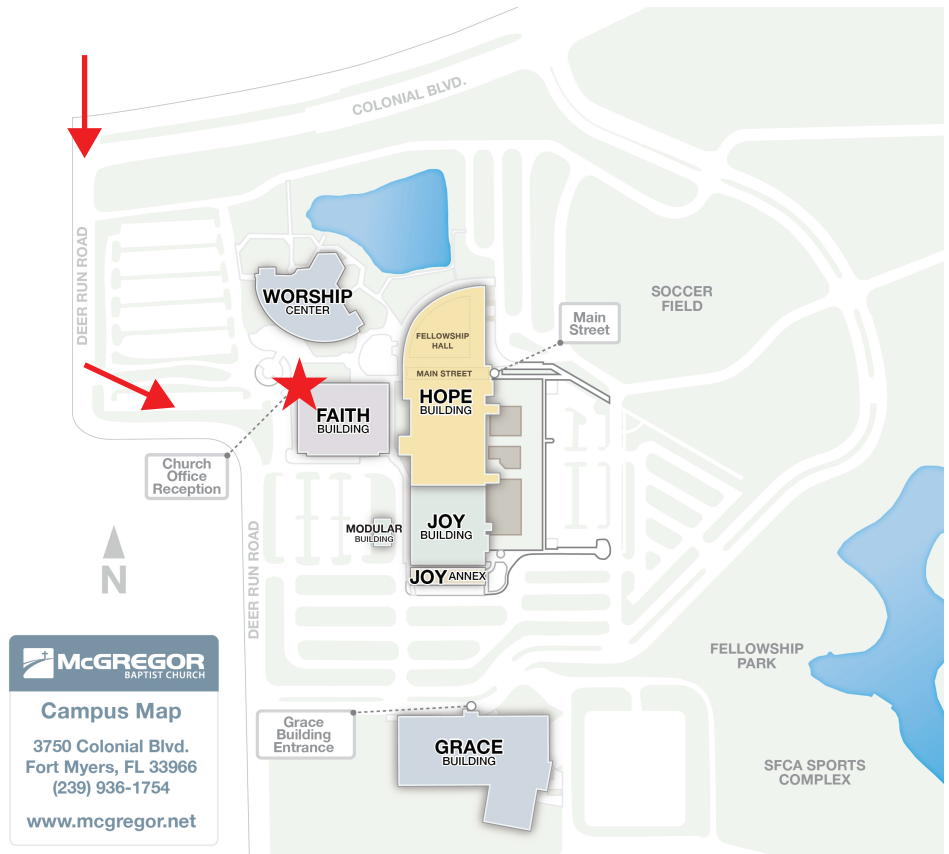 COLONIAL BLVD.
DEER RUN ROAD
WORSHIP
CENTER
SOCCER
FIELD
Main
Street
FELLOWSHIP
HALL
MAIN STREET
HOPE
BUILDING
FAITH
BUILDING
Church
Office
Reception
MODULAR
BUILDING
JOY
BUILDING
JOY ANNEX
N
DEER RUN ROAD
McGREGOR
BAPTIST CHURCH
Campus Map
3750 Colonial Blvd.
Fort Myers, FL 33966
(239) 936-1754
www.mcgregor.net
Grace
Building
Entrance
GRACE
BUILDING
FELLOWSHIP
PARK
SFCA SPORTS
COMPLEX